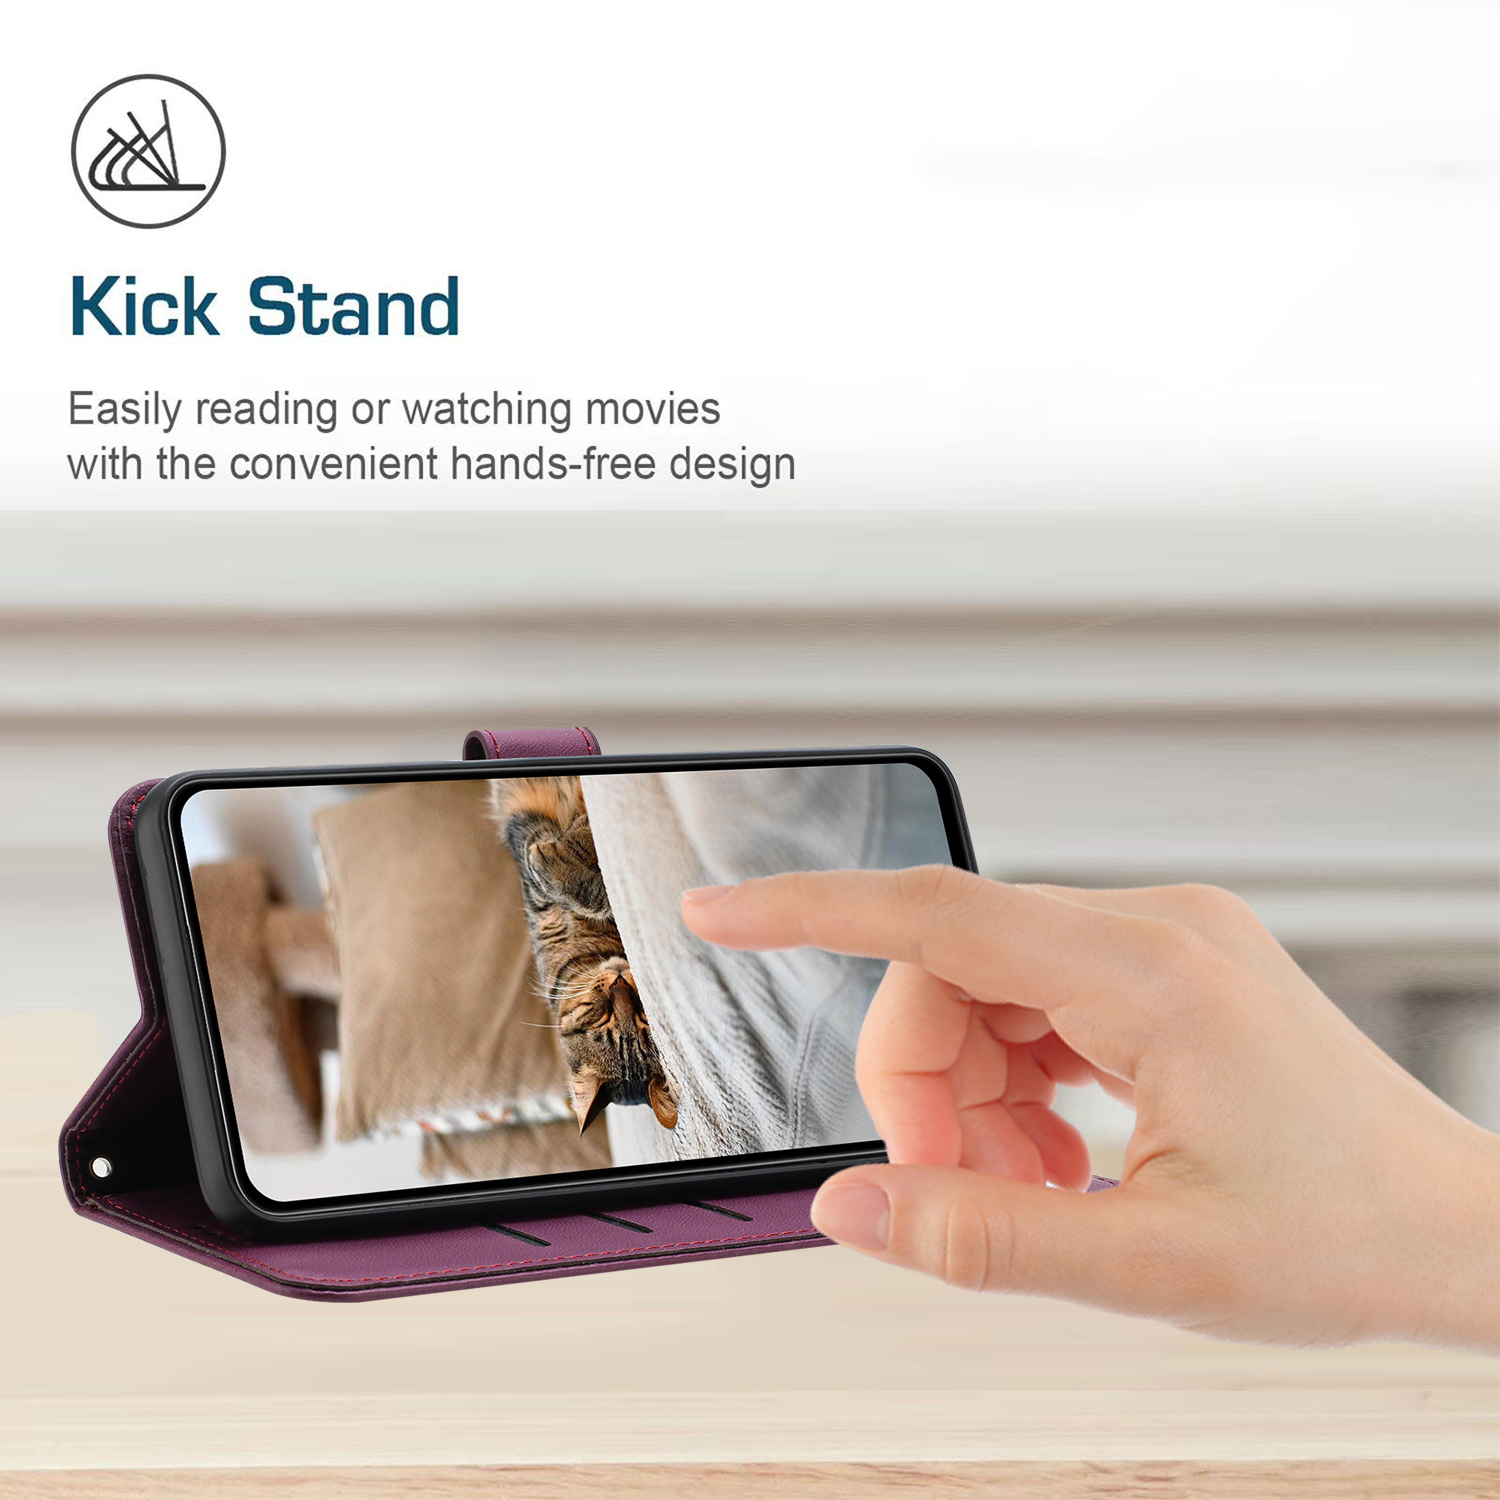 Kick Stand
Easily reading or watching movies
with the convenient hands-free design